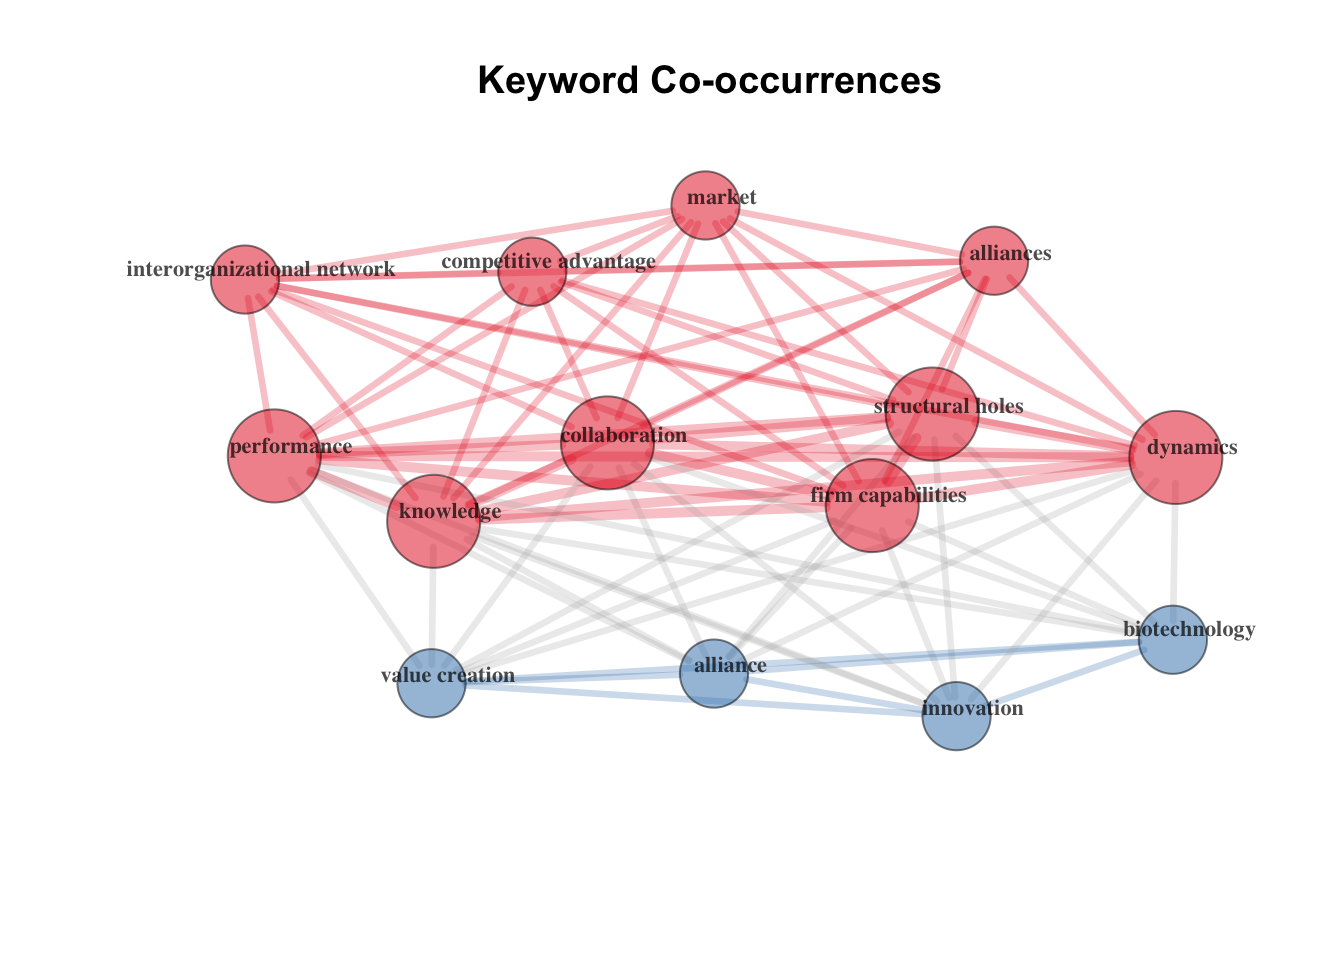 Keyword Co-occurrences
market
alliances
competitive advantage
interorganizational network
structural holes
collaboration
performance
dynamics
firm capabilities
knowledge
biotechnology
alliance
value creation
innovation